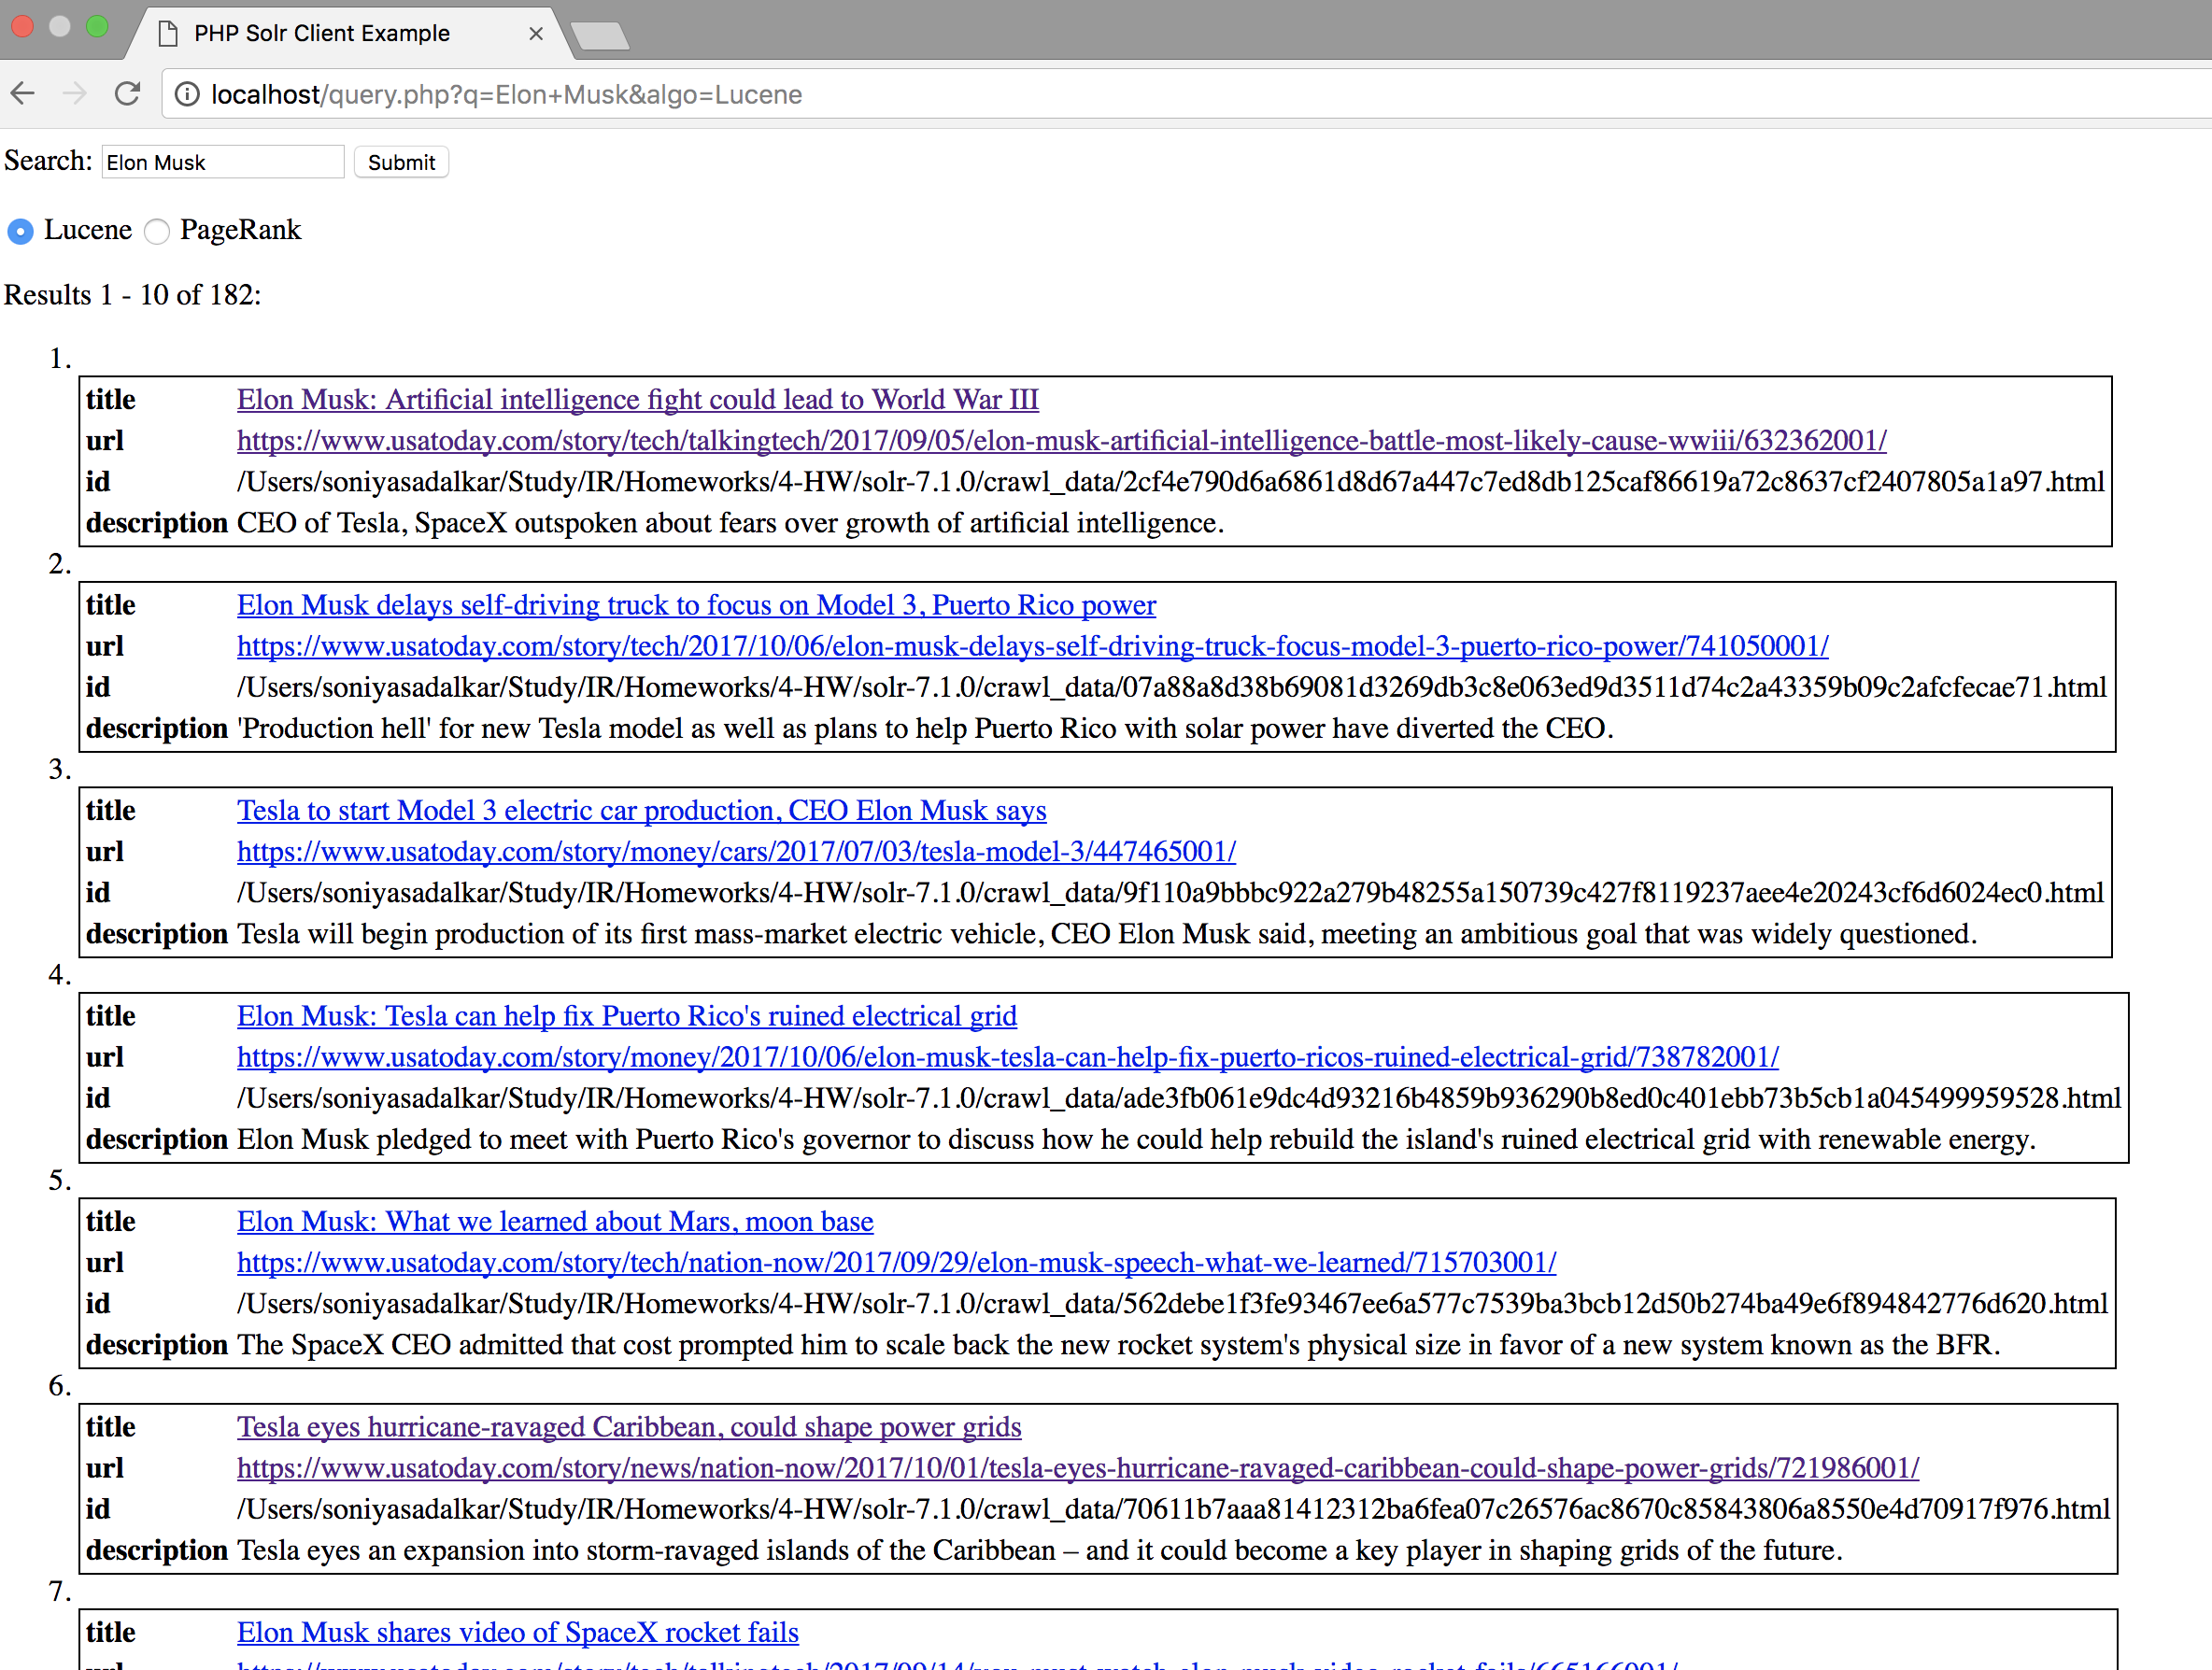 PHP Solr Client Example
localhost/query.php?q=Elon+Musk&algo=Lucene
Search: Elon Musk Submit
Lucene PageRank
Results 1 - 10 of 182:
1.
title Elon Musk: Artificial intelligence fight could lead to World War III
url https://www.usatoday.com/story/tech/talkingtech/2017/09/05/elon-musk-artificial-intelligence-battle-most-likely-cause-wwiii/632362001/
id /Users/soniyasadalkar/Study/IR/Homeworks/4-HW/solr-7.1.0/crawl_data/2cf4e790d6a6861d8d67a447c7ed8db125caf86619a72c8637cf2407805a1a97.html
description CEO of Tesla, SpaceX outspoken about fears over growth of artificial intelligence.
2.
title Elon Musk delays self-driving truck to focus on Model 3, Puerto Rico power
url https://www.usatoday.com/story/tech/2017/10/06/elon-musk-delays-self-driving-truck-focus-model-3-puerto-rico-power/741050001/
id /Users/soniyasadalkar/Study/IR/Homeworks/4-HW/solr-7.1.0/crawl_data/07a88a8d38b69081d3269db3c8e063ed9d3511d74c2a43359b09c2afcfecae71.html
description 'Production hell' for new Tesla model as well as plans to help Puerto Rico with solar power have diverted the CEO.
3.
title Tesla to start Model 3 electric car production, CEO Elon Musk says
url https://www.usatoday.com/story/money/cars/2017/07/03/tesla-model-3/447465001/
id /Users/soniyasadalkar/Study/IR/Homeworks/4-HW/solr-7.1.0/crawl_data/9f110a9bbbc922a279b48255a150739c427f8119237aee4e20243cf6d6024ec0.html
description Tesla will begin production of its first mass-market electric vehicle, CEO Elon Musk said, meeting an ambitious goal that was widely questioned.
4.
title Elon Musk: Tesla can help fix Puerto Rico's ruined electrical grid
url https://www.usatoday.com/story/money/2017/10/06/elon-musk-tesla-can-help-fix-puerto-ricos-ruined-electrical-grid/738782001/
id /Users/soniyasadalkar/Study/IR/Homeworks/4-HW/solr-7.1.0/crawl_data/ade3fb061e9dc4d93216b4859b936290b8ed0c401ebb73b5cb1a045499959528.html
description Elon Musk pledged to meet with Puerto Rico's governor to discuss how he could help rebuild the island's ruined electrical grid with renewable energy.
5.
title Elon Musk: What we learned about Mars, moon base
url https://www.usatoday.com/story/tech/nation-now/2017/09/29/elon-musk-speech-what-we-learned/715703001/
id /Users/soniyasadalkar/Study/IR/Homeworks/4-HW/solr-7.1.0/crawl_data/562debe1f3fe93467ee6a577c7539ba3bcb12d50b274ba49e6f894842776d620.html
description The SpaceX CEO admitted that cost prompted him to scale back the new rocket system's physical size in favor of a new system known as the BFR.
6.
title Tesla eyes hurricane-ravaged Caribbean, could shape power grids
url https://www.usatoday.com/story/news/nation-now/2017/10/01/tesla-eyes-hurricane-ravaged-caribbean-could-shape-power-grids/721986001/
id /Users/soniyasadalkar/Study/IR/Homeworks/4-HW/solr-7.1.0/crawl_data/70611b7aaa81412312ba6fea07c26576ac8670c85843806a8550e4d70917f976.html
description Tesla eyes an expansion into storm-ravaged islands of the Caribbean – and it could become a key player in shaping grids of the future.
7.
title Elon Musk shares video of SpaceX rocket fails